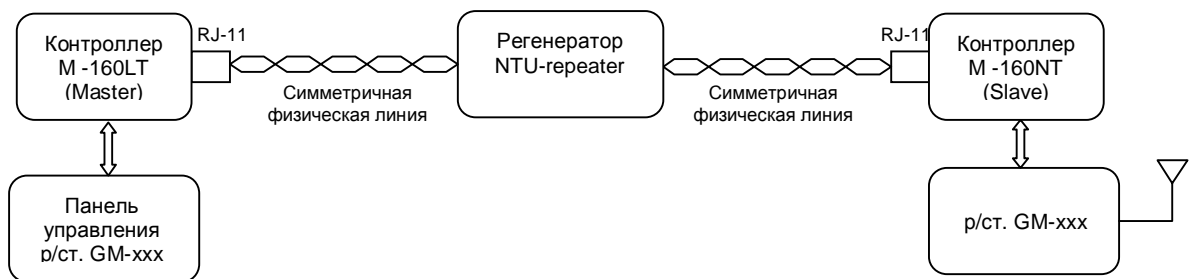 Контроллер
М -160LT
(Master)
RJ-11
Симметричная
физическая линия
Регенератор
NTU-repeater
Симметричная
физическая линия
RJ-11
Контроллер
М -160NT
(Slave)
Панель
управления
р/ст. GM-xxx
р/ст. GM-xxx